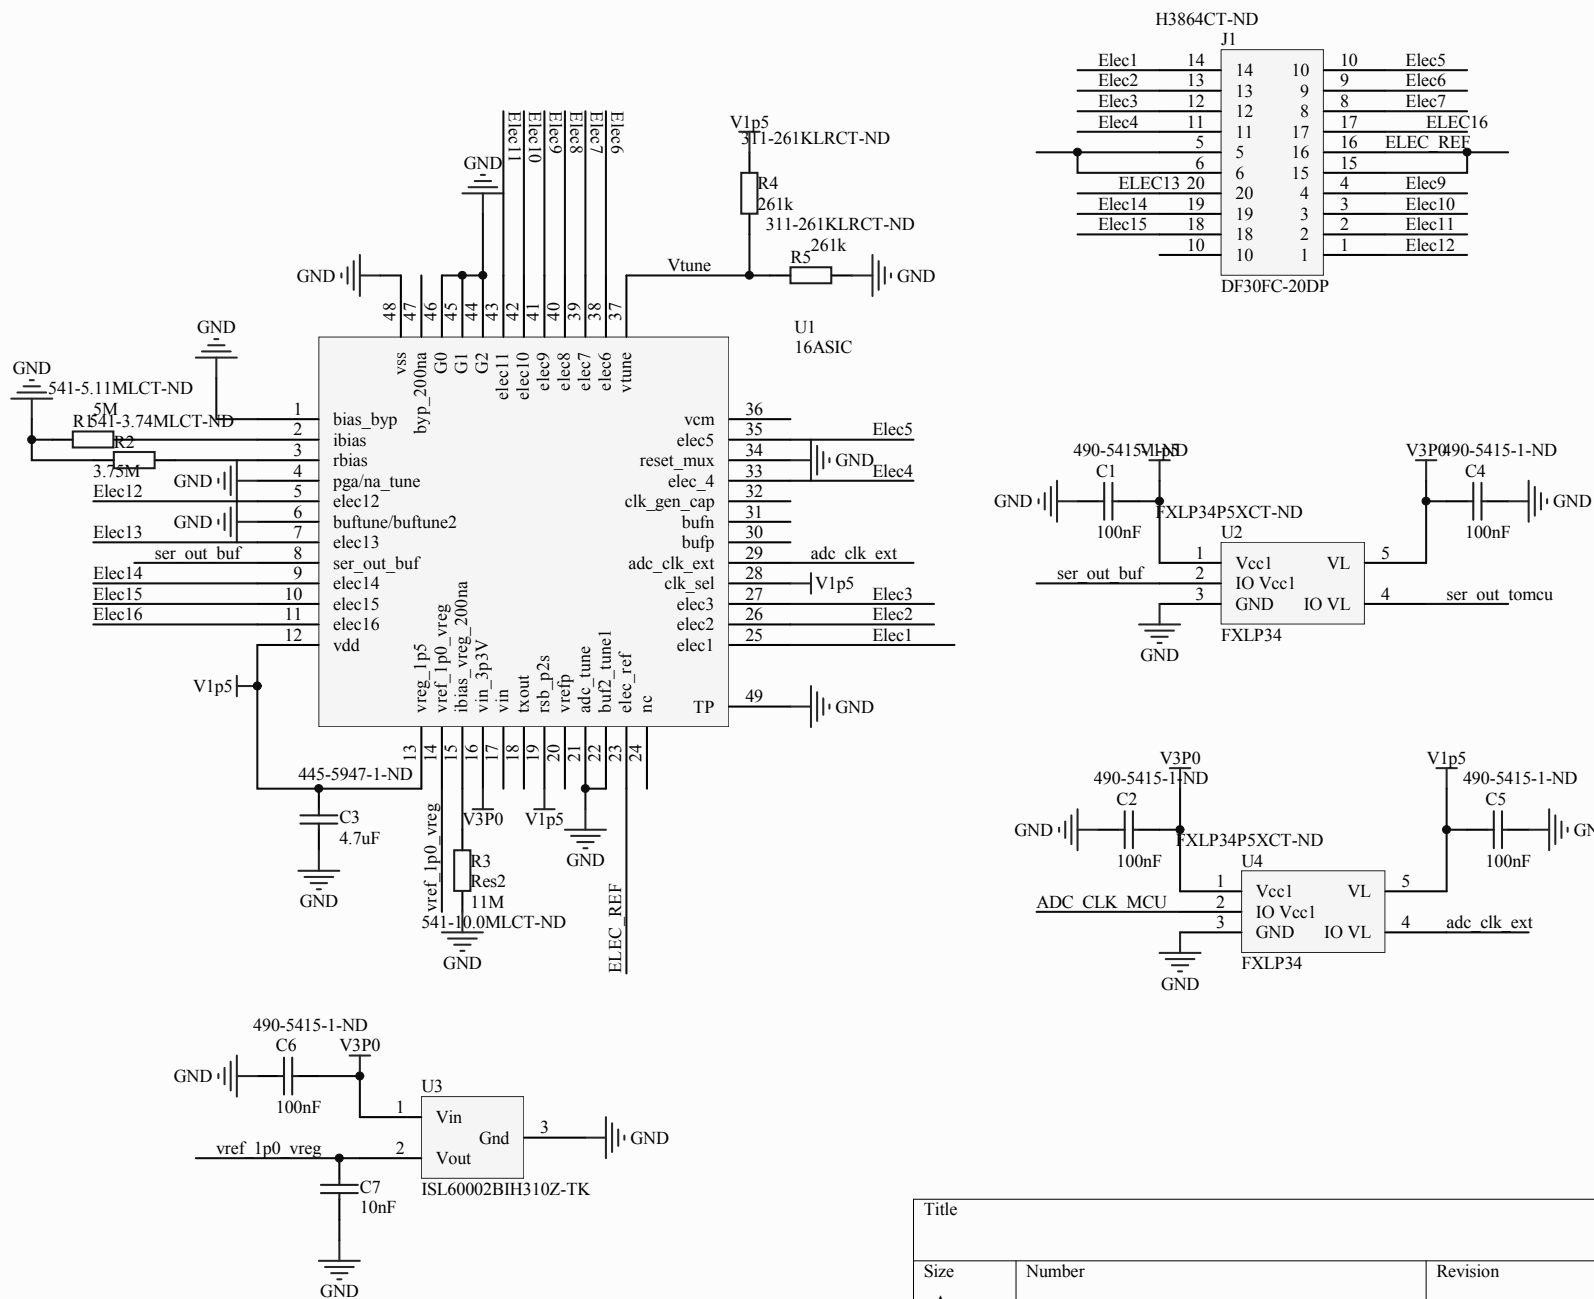 H3864CT-ND
J1
Elec1 14 14 10 10 Elec5
Elec2 13 13 9 9 Elec6
Elec3 12 12 8 8 Elec7
Elec4 11 11 17 17 ELEC16
5 5 16 16 ELEC_REF
6 6 15 15
ELEC13 20 20 4 4 Elec9
Elec14 19 19 3 3 Elec10
Elec15 18 18 2 2 Elec11
10 10 1 1 Elec12
DF30FC-20DP
Elec11
Elec10
Elec9
Elec8
Elec7
Elec6
V1p5
311-261KLRCT-ND
R4
261k
311-261KLRCT-ND
261k
R5
GND
Vtune
GND
GND
U1
16ASIC
48 vss
47 byp_200na
46 G0
45 G1
44 G2
43 elec11
42 elec10
41 elec9
40 elec8
39 elec7
38 elec6
37 vtune
GND
GND
541-5.11MLCT-ND
5M
R1
541-3.74MLCT-ND
R2
3.75M
1 bias_byp
2 ibias
3 rbias
GND 4 pga/na_tune
Elec12 5 elec12
GND 6 buftune/buftune2
Elec13 7 elec13
ser_out_buf 8 ser_out_buf
Elec14 9 elec14
Elec15 10 elec15
Elec16 11 elec16
12 vdd
V1p5
vcm 36
elec5 35 Elec5
reset_mux 34 GND
elec_4 33 Elec4
clk_gen_cap 32
bufn 31
bufp 30
adc_clk_ext 29 adc_clk_ext
clk_sel 28 V1p5
elec3 27 Elec3
elec2 26 Elec2
elec1 25 Elec1
TP 49 GND
vreg_1p5 13
vref_1p0_vreg 14
ibias_vreg_200na 15
vin_3p3V 16
vin 17
txout 18
rsb_p2s 19
vrefp 20
adc_tune 21
buf2_tune1 22
elec_ref 23
nc 24
445-5947-1-ND
C3
4.7uF
GND
vref_1p0_vreg
V3P0
V1p5
GND
R3
Res2
11M
541-10.0MLCT-ND
GND
ELEC_REF
490-5415-1-ND
V1p5
C1
GND
100nF
FXLP34P5XCT-ND
U2
1 Vcc1 VL 5
ser_out_buf 2 IO Vcc1
3 GND IO VL 4 ser_out_tomcu
FXLP34
GND
V3P0
490-5415-1-ND
C4
GND
100nF
V3P0
490-5415-1-ND
C2
GND
100nF
FXLP34P5XCT-ND
U4
1 Vcc1 VL 5
ADC_CLK_MCU 2 IO Vcc1
3 GND IO VL 4 adc_clk_ext
FXLP34
GND
V1p5
490-5415-1-ND
C5
100nF
490-5415-1-ND
C6
V3P0
GND
100nF
U3
1 Vin
Gnd 3 GND
vref_1p0_vreg 2 Vout
ISL60002BIH310Z-TK
C7
10nF
GND
Title
Size Number Revision